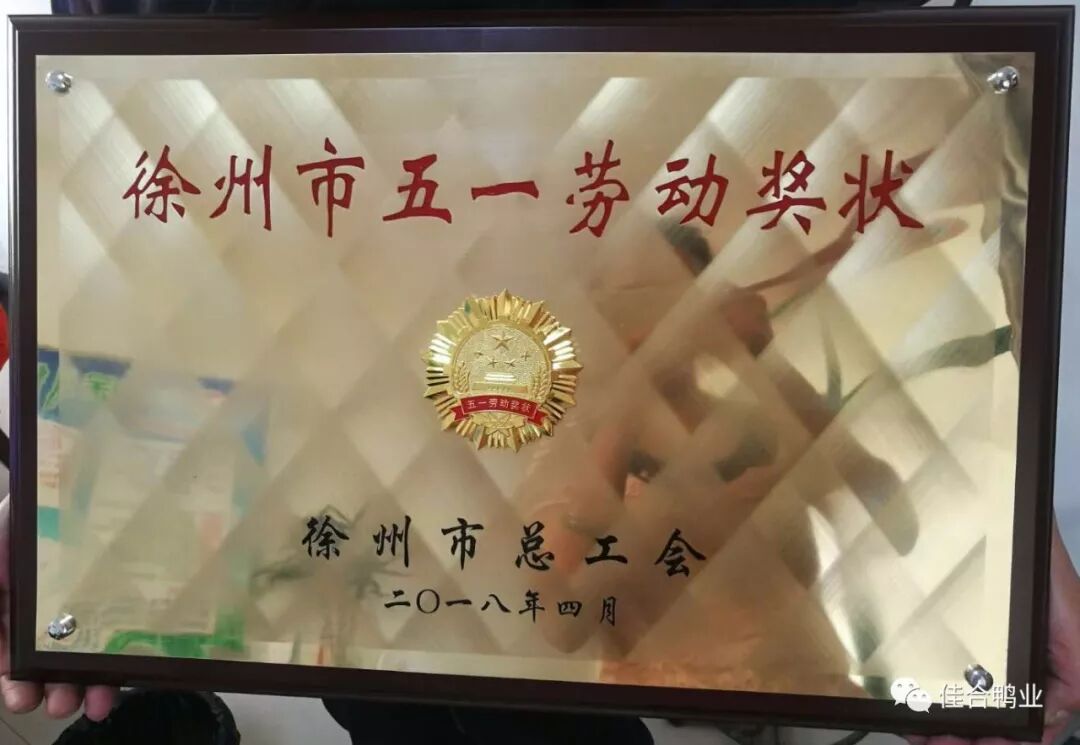 徐州市五一劳动奖状
五一劳动奖状
徐州市总工会
二〇一八年四月
佳合鸭业